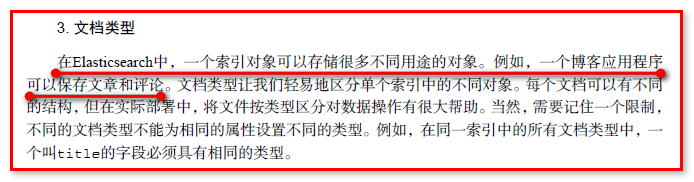 3. 文档类型
在Elasticsearch中，一个索引对象可以存储很多不同用途的对象。例如，一个博客应用程序
可以保存文章和评论。文档类型让我们轻易地区分单个索引中的不同对象。每个文档可以有不同
的结构，但在实际部署中，将文件按类型区分对数据操作有很大帮助。当然，需要记住一个限制，
不同的文档类型不能为相同的属性设置不同的类型。例如，在同一索引中的所有文档类型中，一
个叫title的字段必须具有相同的类型。